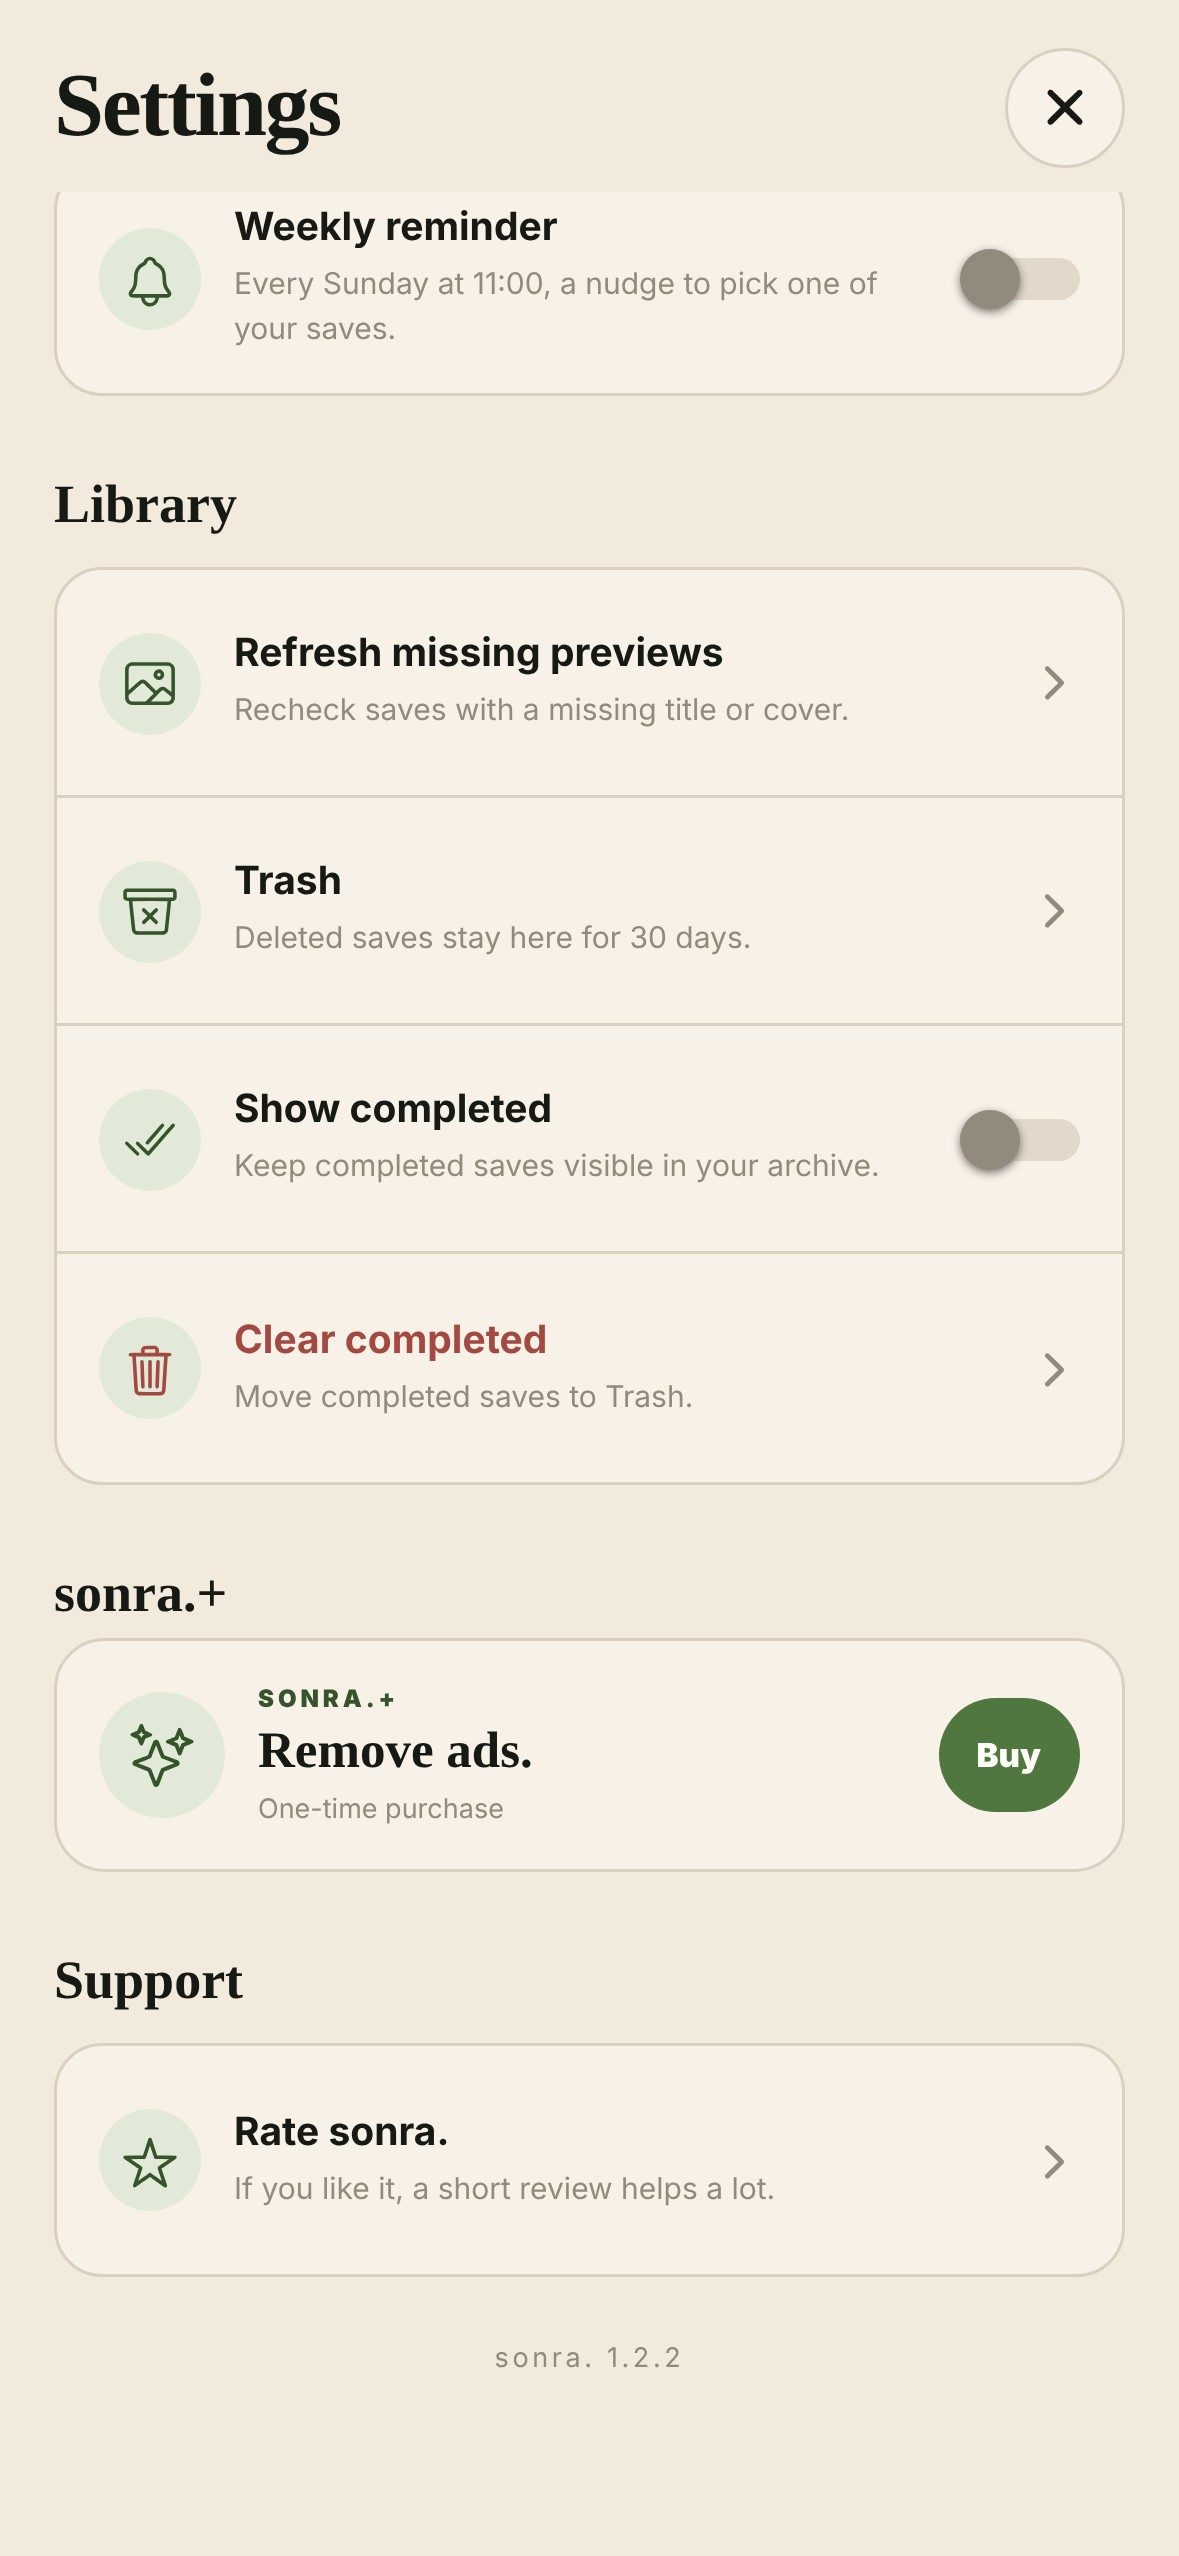 Settings
Weekly reminder
Every Sunday at 11:00, a nudge to pick one of
your saves.
Library
Refresh missing previews
Recheck saves with a missing title or cover.
Trash
Deleted saves stay here for 30 days.
Show completed
Keep completed saves visible in your archive.
Clear completed
Move completed saves to Trash.
sonra.+
SONRA.+
Remove ads.
One-time purchase
Buy
Support
Rate sonra.
If you like it, a short review helps a lot.
sonra. 1.2.2